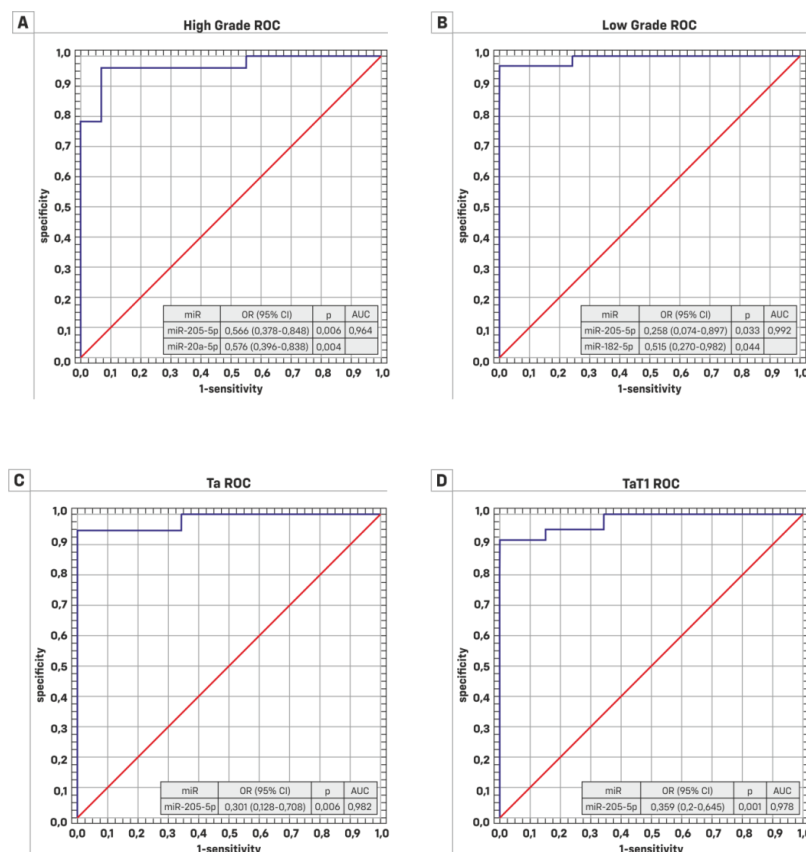 A High Grade ROC
1,0
0,9
0,8
0,7
0,6
0,5
0,4
0,3
0,2
0,1
0,0
specificity
miR OR (95% CI) p AUC
miR-205-5p 0,566 (0,378-0,848) 0,006 0,964
miR-20a-5p 0,576 (0,396-0,838) 0,004
0,0 0,1 0,2 0,3 0,4 0,5 0,6 0,7 0,8 0,9 1,0
1-sensitivity
B Low Grade ROC
1,0
0,9
0,8
0,7
0,6
0,5
0,4
0,3
0,2
0,1
0,0
specificity
miR OR (95% CI) p AUC
miR-205-5p 0,258 (0,074-0,897) 0,033 0,992
miR-182-5p 0,515 (0,270-0,982) 0,044
0,0 0,1 0,2 0,3 0,4 0,5 0,6 0,7 0,8 0,9 1,0
1-sensitivity
C Ta ROC
1,0
0,9
0,8
0,7
0,6
0,5
0,4
0,3
0,2
0,1
0,0
specificity
miR OR (95% CI) p AUC
miR-205-5p 0,301 (0,128-0,708) 0,006 0,982
0,0 0,1 0,2 0,3 0,4 0,5 0,6 0,7 0,8 0,9 1,0
1-sensitivity
D TaT1 ROC
1,0
0,9
0,8
0,7
0,6
0,5
0,4
0,3
0,2
0,1
0,0
specificity
miR OR (95% CI) p AUC
miR-205-5p 0,359 (0,2-0,645) 0,001 0,978
0,0 0,1 0,2 0,3 0,4 0,5 0,6 0,7 0,8 0,9 1,0
1-sensitivity